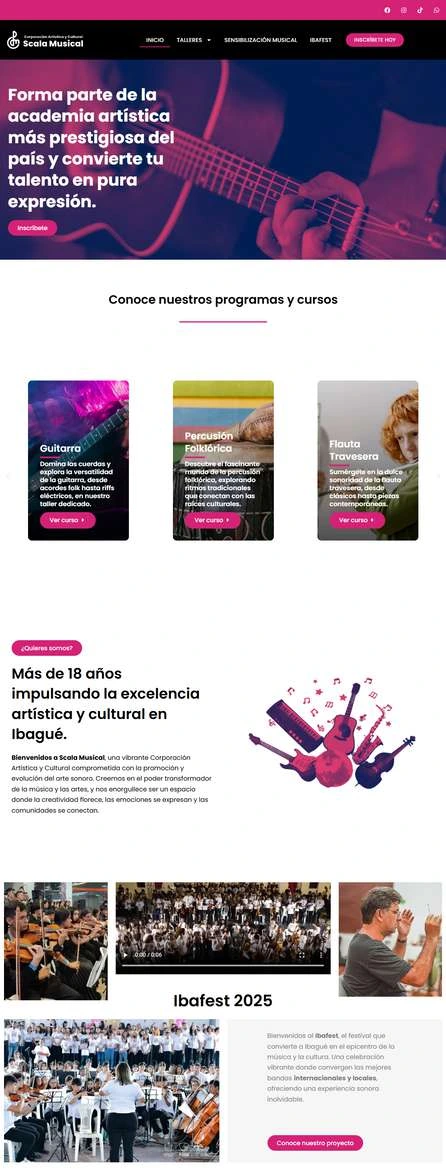 Corporación Artística y Cultural
Scala Musical
INICIO
TALLERES
SENSIBILIZACIÓN MUSICAL
IBAFEST
INSCRÍBETE HOY
Forma parte de la
academia artística
más prestigiosa del
país y convierte tu
talento en pura
expresión.
Inscríbete
Conoce nuestros programas y cursos
Guitarra
Domina las cuerdas y
explora la versatilidad
de la guitarra, desde
acordes folk hasta riffs
eléctricos, en nuestro
taller dedicado.
Ver curso
Percusión
Folklórica
Descubre el fascinante
mundo de la percusión
folklórica, explorando
ritmos tradicionales
que conectan con las
raíces culturales.
Ver curso
Flauta
Travesera
Sumérgete en la dulce
sonoridad de la flauta
travesera, desde
clásicos hasta piezas
contemporáneas.
Ver curso
¿Quieres somos?
Más de 18 años
impulsando la excelencia
artística y cultural en
Ibagué.
Bienvenidos a Scala Musical, una vibrante Corporación
Artística y Cultural comprometida con la promoción y
evolución del arte sonoro. Creemos en el poder transformador
de la música y las artes, y nos enorgullece ser un espacio
donde la creatividad florece, las emociones se expresan y las
comunidades se conectan.
0:00 / 0:06
Ibafest 2025
Bienvenidos al Ibafest, el festival que
convierte a Ibagué en el epicentro de la
música y la cultura. Una celebración
vibrante donde convergen las mejores
bandas internacionales y locales,
ofreciendo una experiencia sonora
inolvidable.
Conoce nuestro proyecto